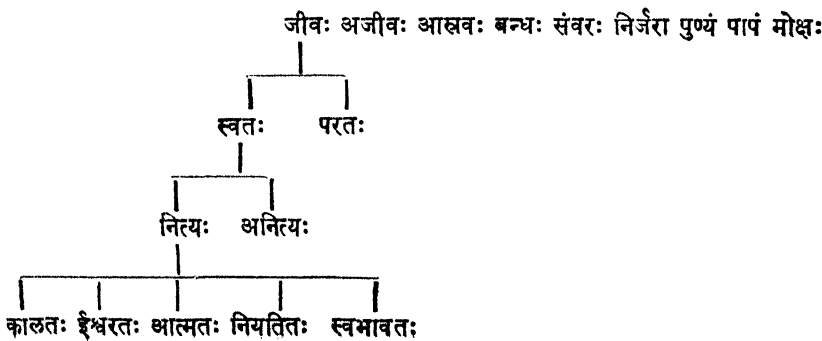 जीवः अजीवः आस्रवः बन्धः संवरः निर्जरा पुण्यं पापं मोक्षः
स्वतः परतः
नित्यः अनित्यः
कालतः ईश्वरतः आत्मतः नियतितः स्वभावतः